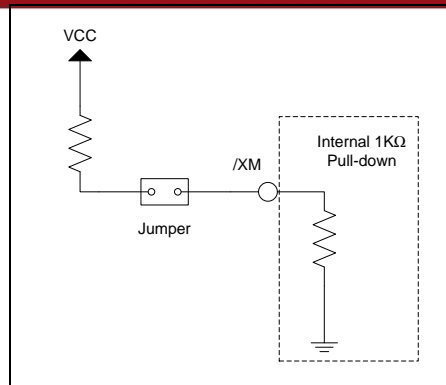 VCC
/XM
Internal 1KΩ
Pull-down
Jumper